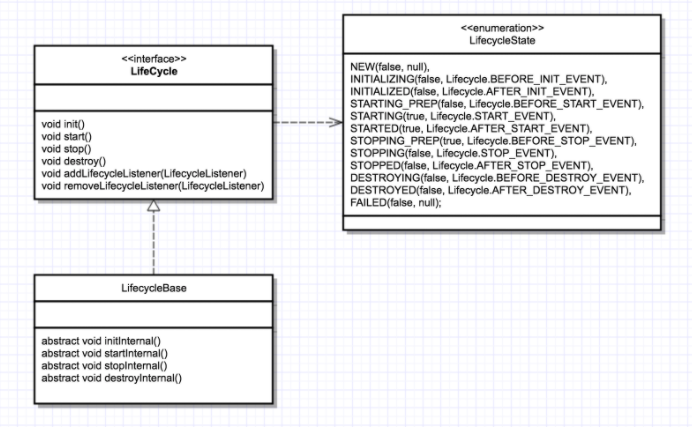 <<interface>>
LifeCycle
void init()
void start()
void stop()
void destroy()
void addLifecycleListener(LifecycleListener)
void removeLifecycleListener(LifecycleListener)
<<enumeration>>
LifecycleState
NEW(false, null),
INITIALIZING(false, Lifecycle.BEFORE_INIT_EVENT),
INITIALIZED(false, Lifecycle.AFTER_INIT_EVENT),
STARTING_PREP(false, Lifecycle.BEFORE_START_EVENT),
STARTING(true, Lifecycle.START_EVENT),
STARTED(true, Lifecycle.AFTER_START_EVENT),
STOPPING_PREP(true, Lifecycle.BEFORE_STOP_EVENT),
STOPPING(false, Lifecycle.STOP_EVENT),
STOPPED(false, Lifecycle.AFTER_STOP_EVENT),
DESTROYING(false, Lifecycle.BEFORE_DESTROY_EVENT),
DESTROYED(false, Lifecycle.AFTER_DESTROY_EVENT),
FAILED(false, null);
LifecycleBase
abstract void initInternal()
abstract void startInternal()
abstract void stopInternal()
abstract void destroyInternal()